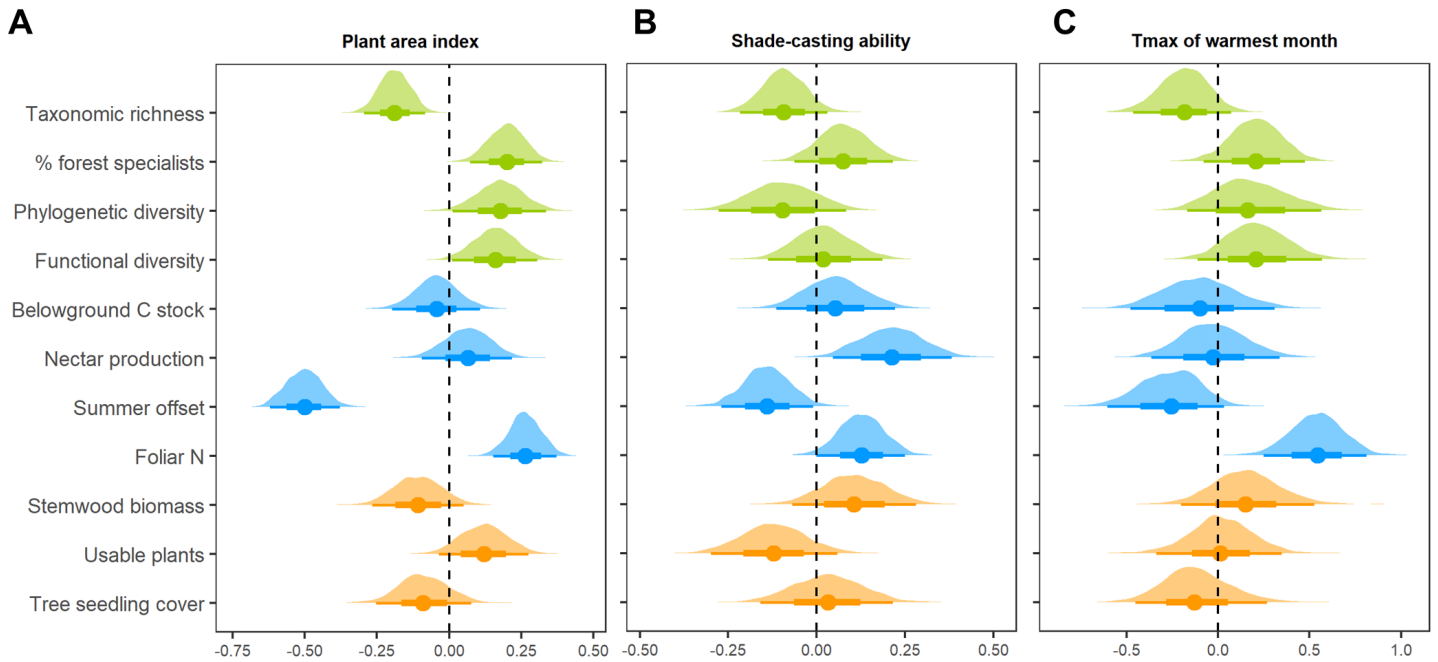 A B C
Plant area index Shade-casting ability Tmax of warmest month
Taxonomic richness
% forest specialists
Phylogenetic diversity
Functional diversity
Belowground C stock
Nectar production
Summer offset
Foliar N
Stemwood biomass
Usable plants
Tree seedling cover
-0.75 -0.50 -0.25 0.00 0.25 0.50 -0.50 -0.25 0.00 0.25 0.50 -0.5 0.0 0.5 1.0